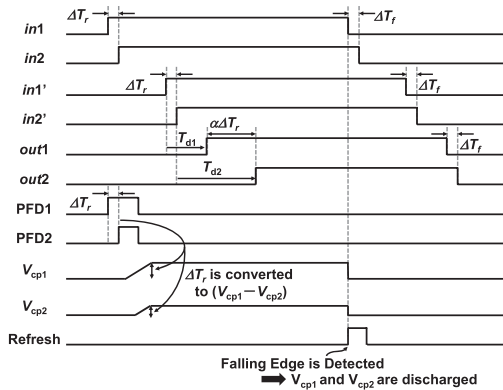 in1
ΔTr
ΔTf
in2
in1'
ΔTr
ΔTf
in2'
Td1
αΔTr
out1
ΔTf
Td2
out2
PFD1
ΔTr
PFD2
Vcp1
ΔTr is converted
to (Vcp1−Vcp2)
Vcp2
Refresh
Falling Edge is Detected
➡ Vcp1 and Vcp2 are discharged